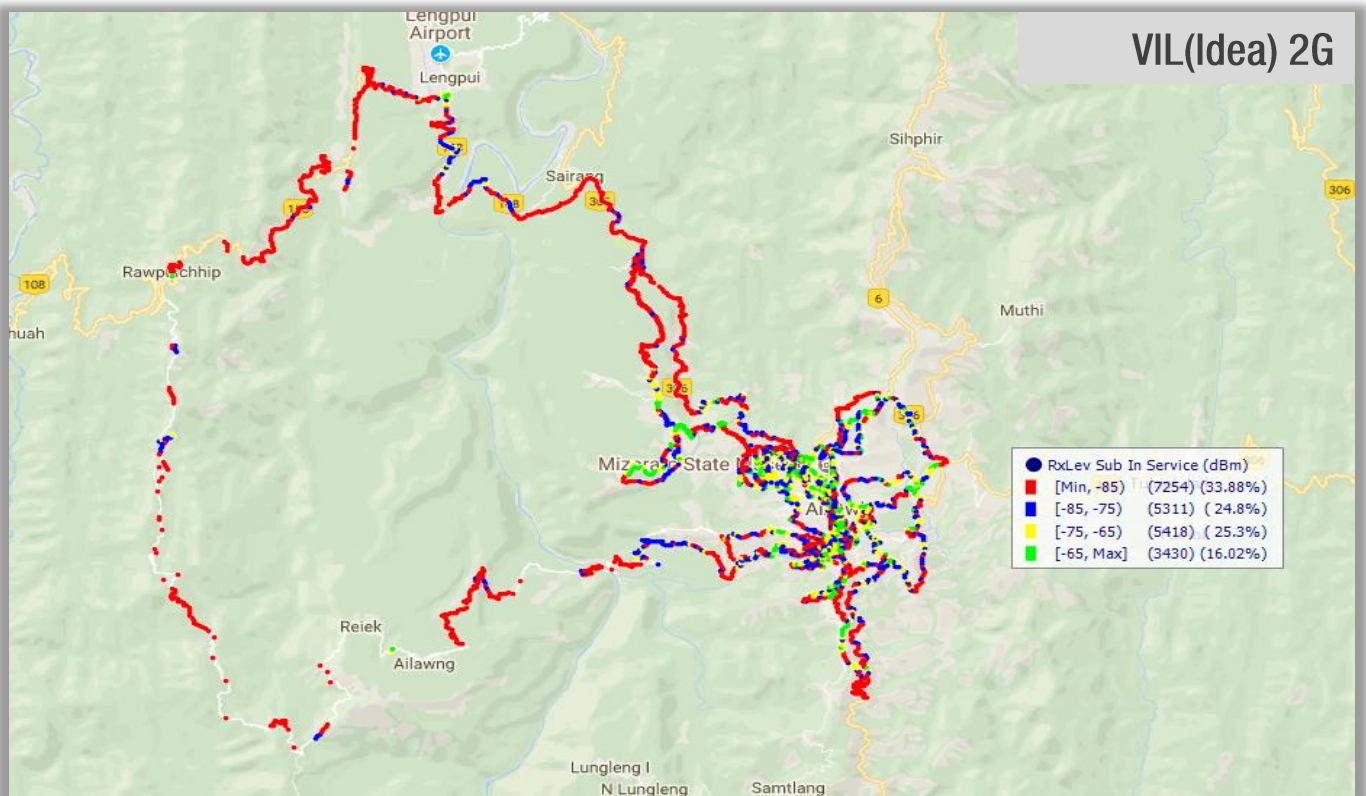 Lengpui
Airport
VIL(Idea) 2G
Lengpui
Sihphir
Sairang
306
108
Rawpuichhip
108
6
Muthi
huah
RxLev Sub In Service (dBm)
[Min, -85) (7254) (33.88%)
[-85, -75) (5311) ( 24.8%)
[-75, -65) (5418) ( 25.3%)
[-65, Max] (3430) (16.02%)
Mizoram State
Reiek
Ailawng
Lungleng I
N Lungleng
Samtlang